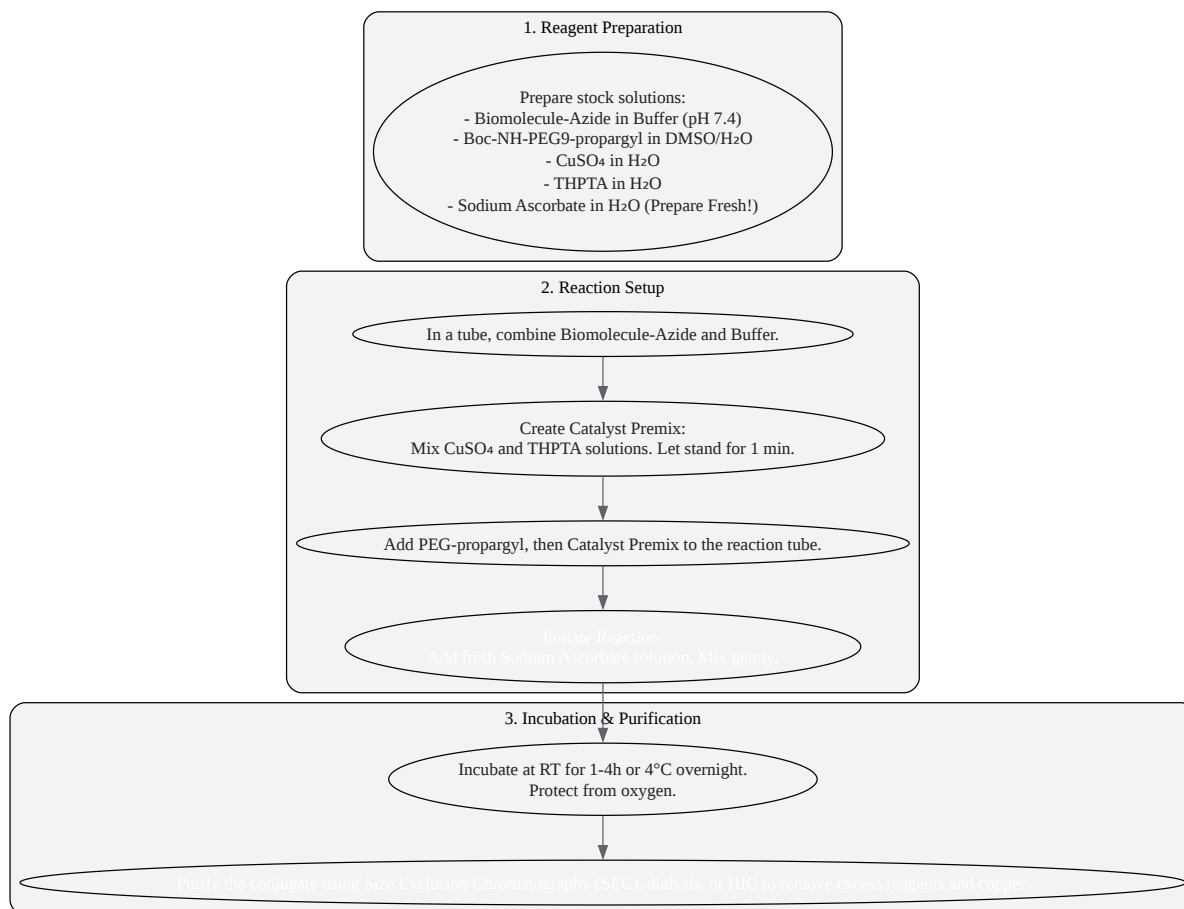 1. Reagent Preparation
Prepare stock solutions:
- Biomolecule-Azide in Buffer (pH 7.4)
- Boc-NH-PEG9-propargyl in DMSO/H₂O
- CuSO₄ in H₂O
- THPTA in H₂O
- Sodium Ascorbate in H₂O (Prepare Fresh!)
2. Reaction Setup
In a tube, combine Biomolecule-Azide and Buffer.
Create Catalyst Premix:
Mix CuSO₄ and THPTA solutions. Let stand for 1 min.
Add PEG-propargyl, then Catalyst Premix to the reaction tube.
Initiate Reaction:
Add fresh Sodium Ascorbate solution. Mix gently.
3. Incubation & Purification
Incubate at RT for 1-4h or 4°C overnight.
Protect from oxygen.
Purify the conjugate using Size Exclusion Chromatography (SEC), dialysis, or HIC to remove excess reagents and copper.